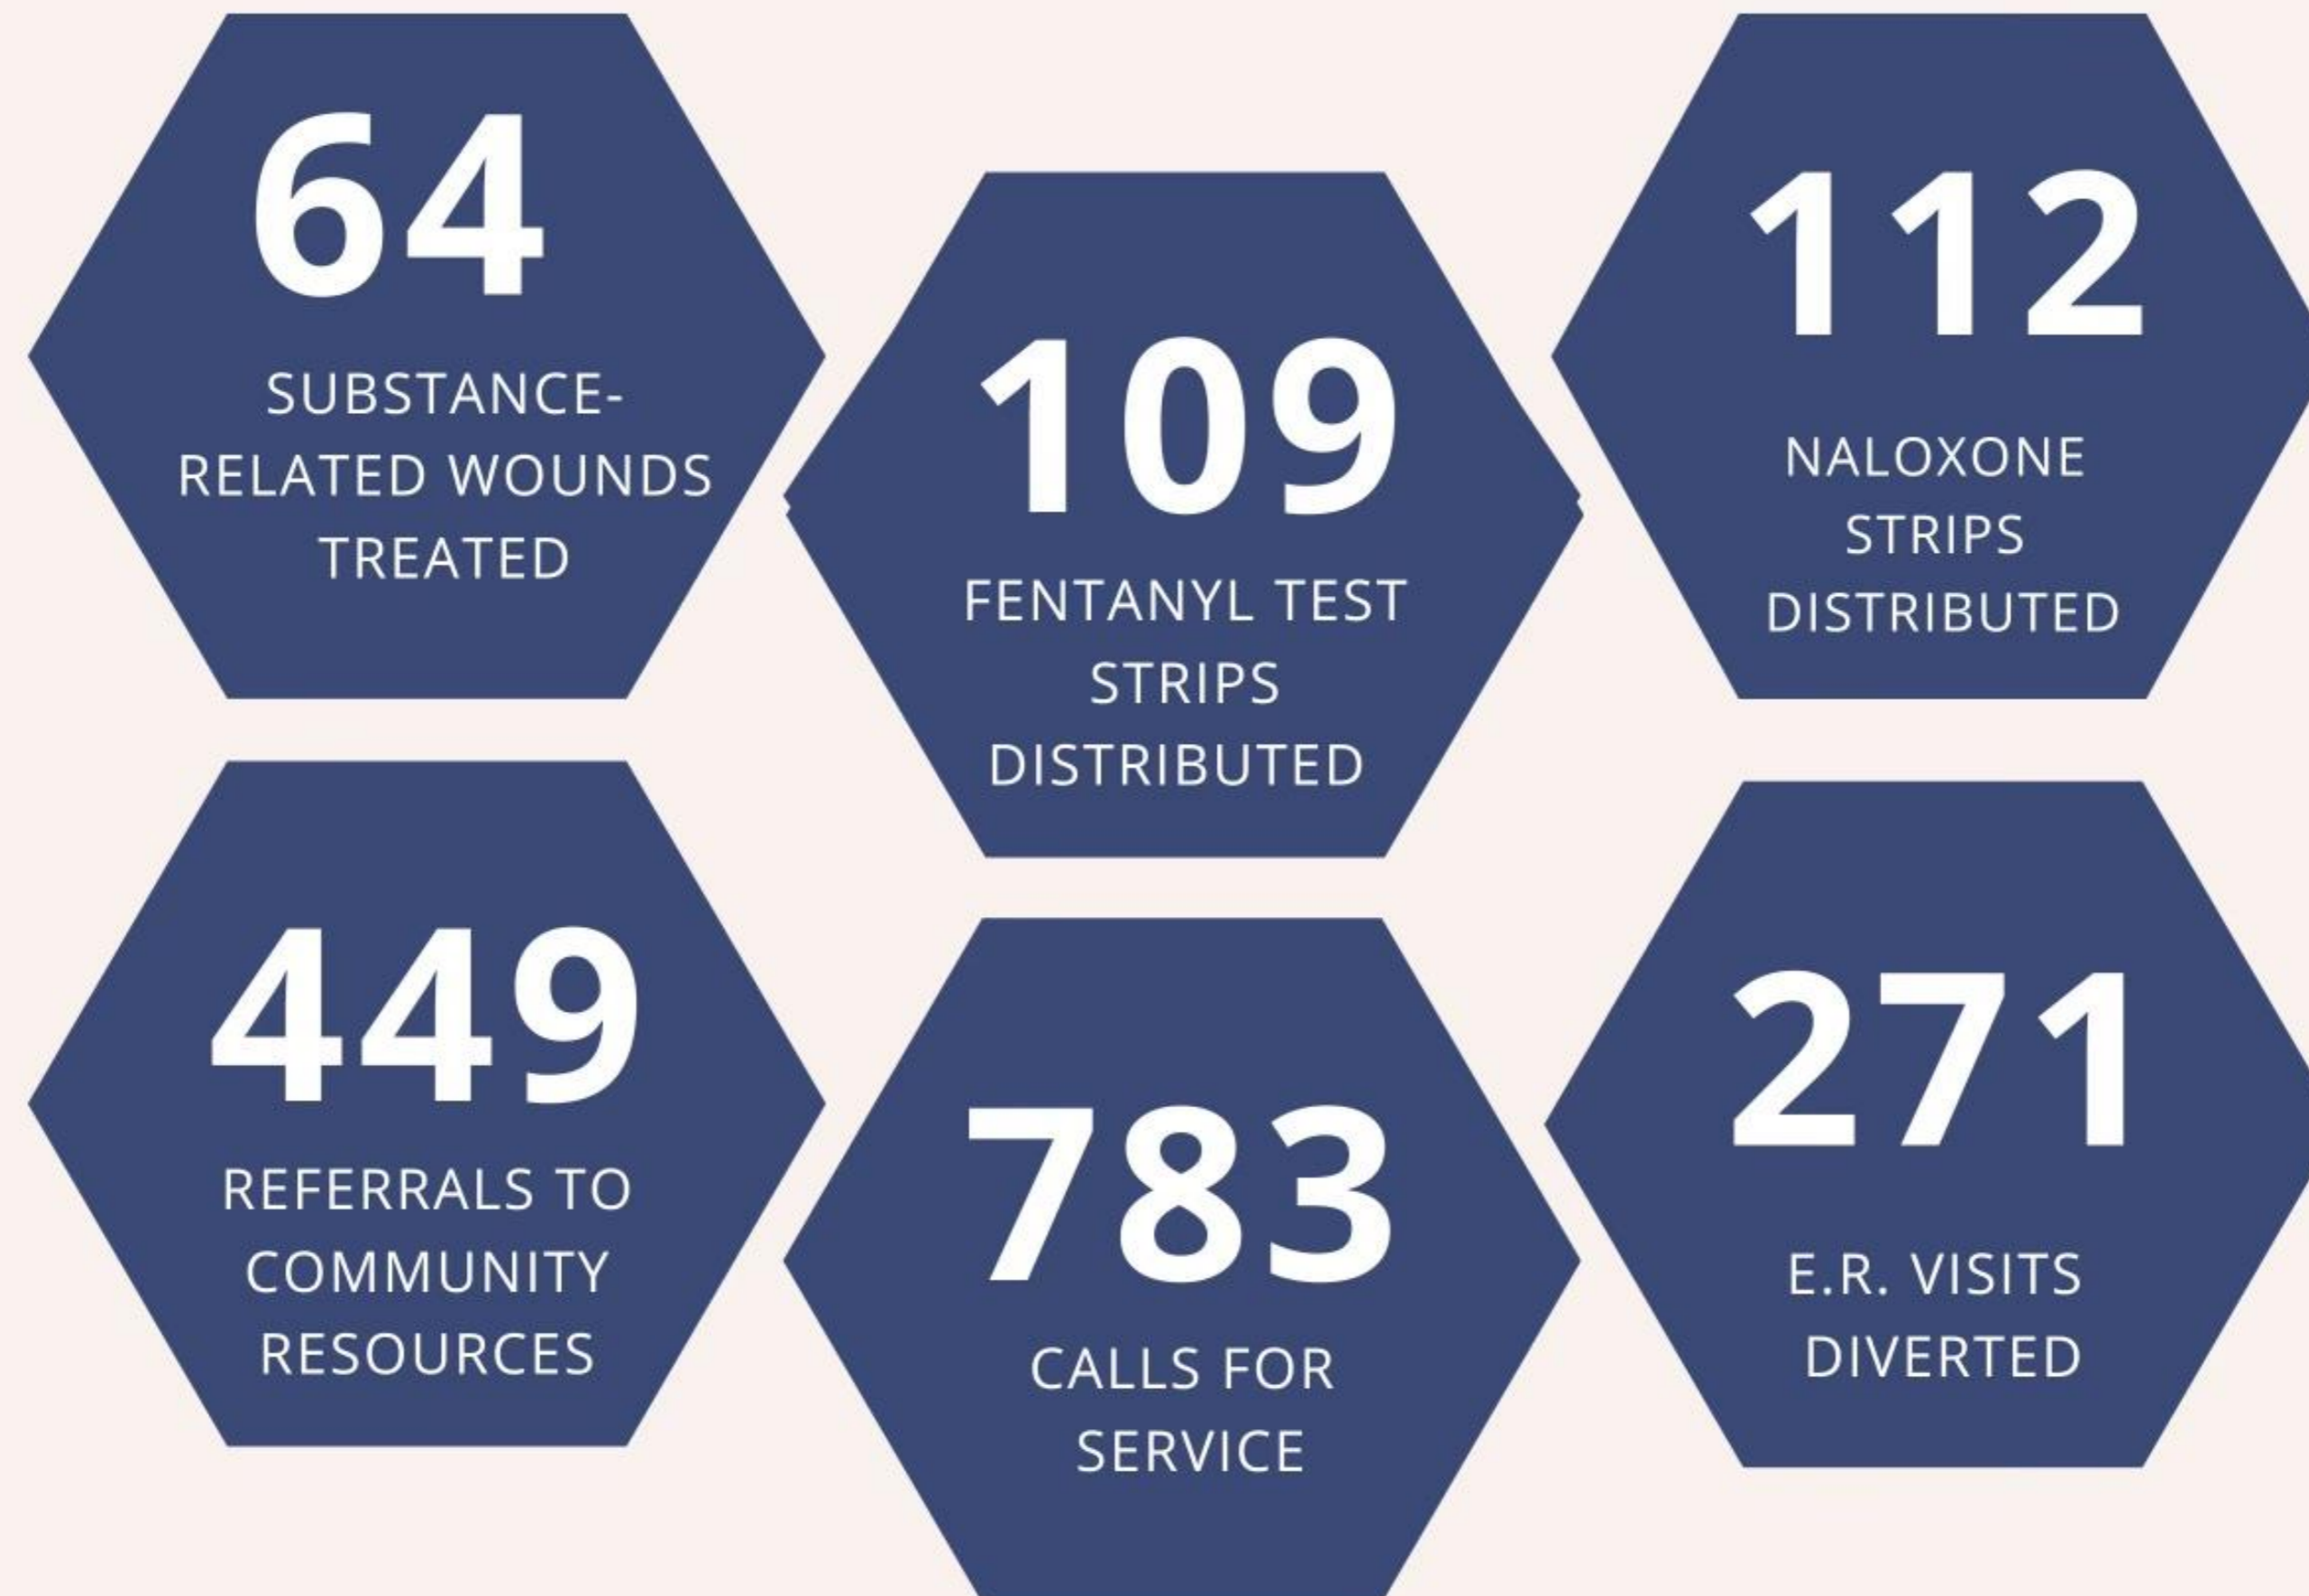 64
SUBSTANCE-
RELATED WOUNDS
TREATED
109
FENTANYL TEST
STRIPS
DISTRIBUTED
112
NALOXONE
STRIPS
DISTRIBUTED
449
REFERRALS TO
COMMUNITY
RESOURCES
783
CALLS FOR
SERVICE
271
E.R. VISITS
DIVERTED